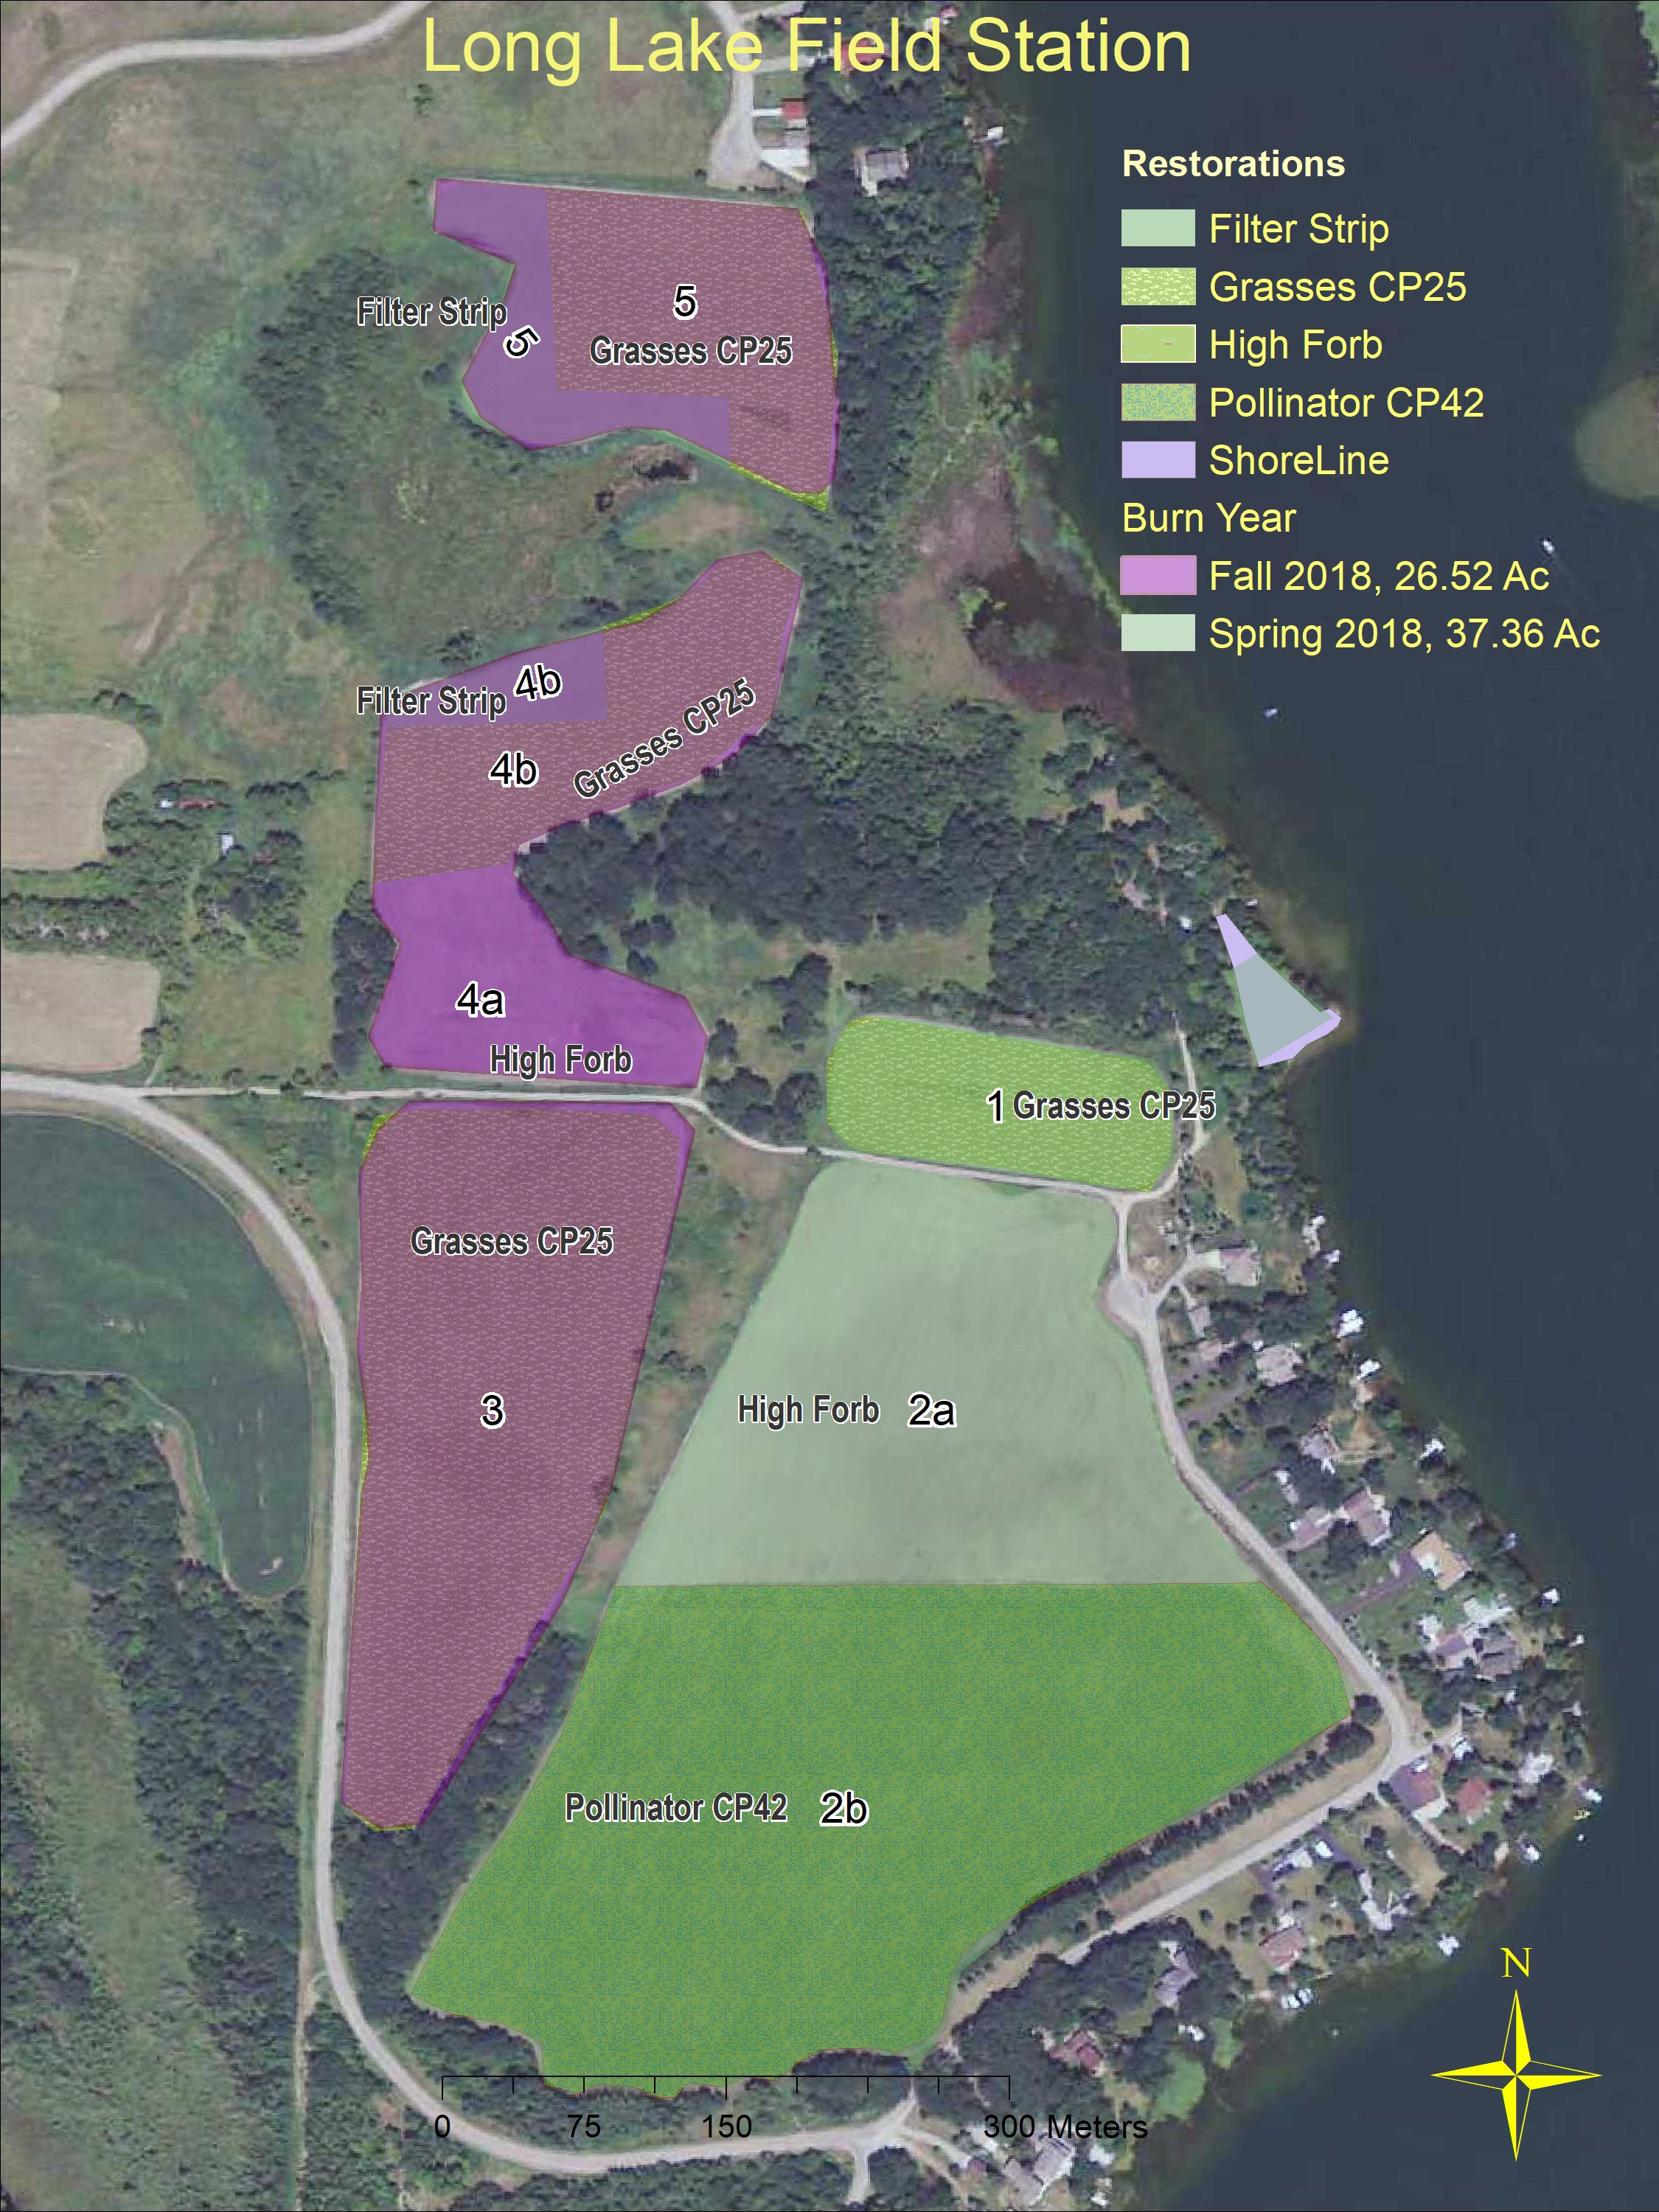 Long Lake Field Station
Restorations
Filter Strip
Grasses CP25
High Forb
Pollinator CP42
ShoreLine
Burn Year
Fall 2018, 26.52 Ac
Spring 2018, 37.36 Ac
5
Filter Strip
5
Grasses CP25
4b
Filter Strip
Grasses CP25
4b
4a
High Forb
1 Grasses CP25
Grasses CP25
3
High Forb 2a
Pollinator CP42 2b
N
0 75 150 300 Meters